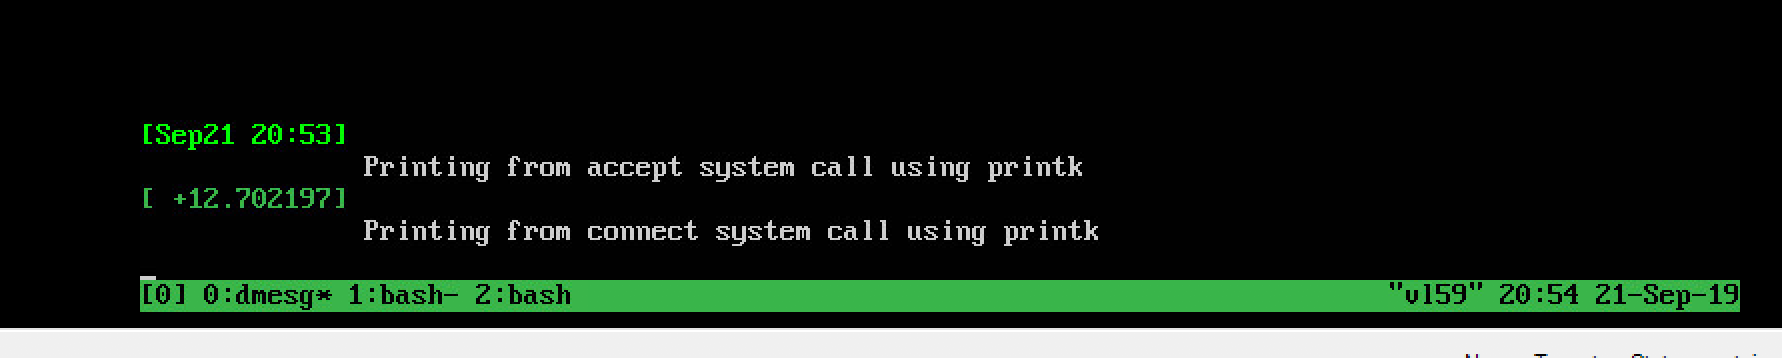 [Sep21 20:53]
Printing from accept system call using printk
[ +12.702197]
Printing from connect system call using printk
[0] 0:dmesg* 1:bash- 2:bash "vl59" 20:54 21-Sep-19